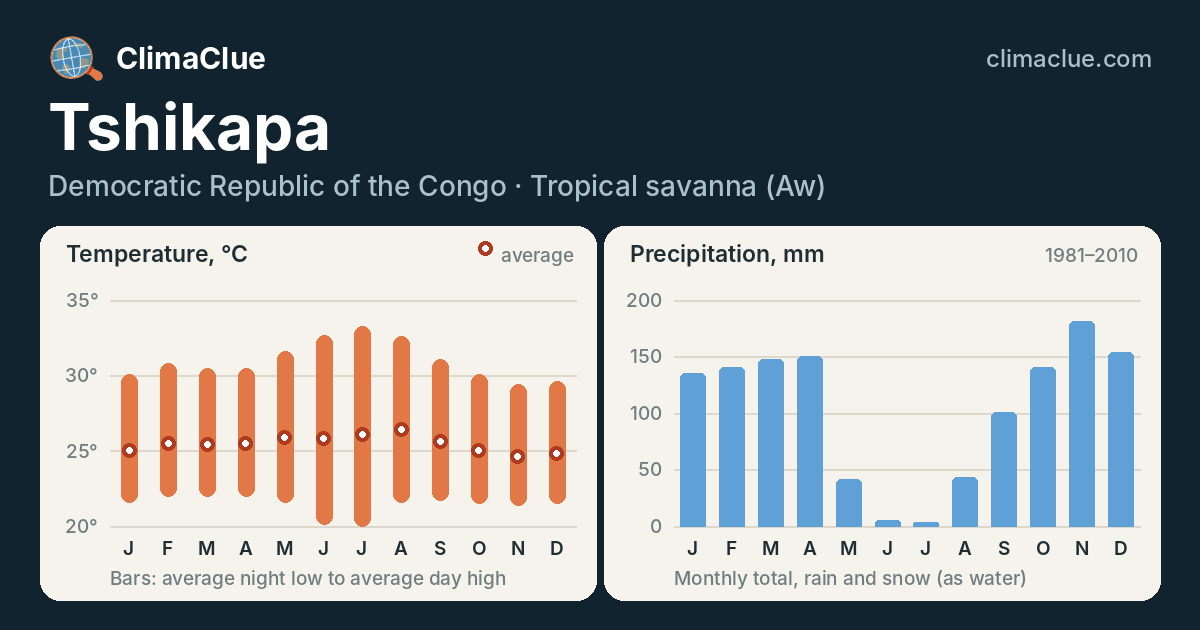 ClimaClue
climaclue.com
Tshikapa
Democratic Republic of the Congo · Tropical savanna (Aw)
Temperature, °C
average
35°
30°
25°
20°
J F M A M J J A S O N D
Bars: average night low to average day high
Precipitation, mm
1981–2010
200
150
100
50
0
J F M A M J J A S O N D
Monthly total, rain and snow (as water)